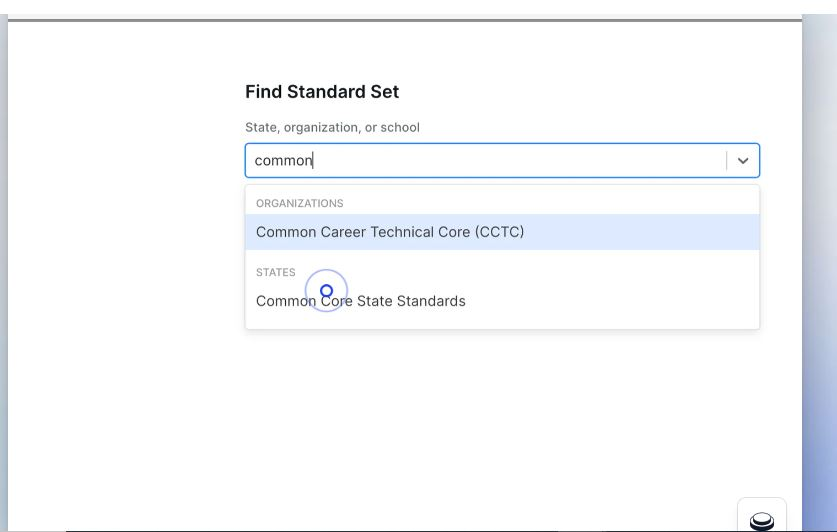 Find Standard Set
State, organization, or school
common
ORGANIZATIONS
Common Career Technical Core (CCTC)
STATES
Common Core State Standards